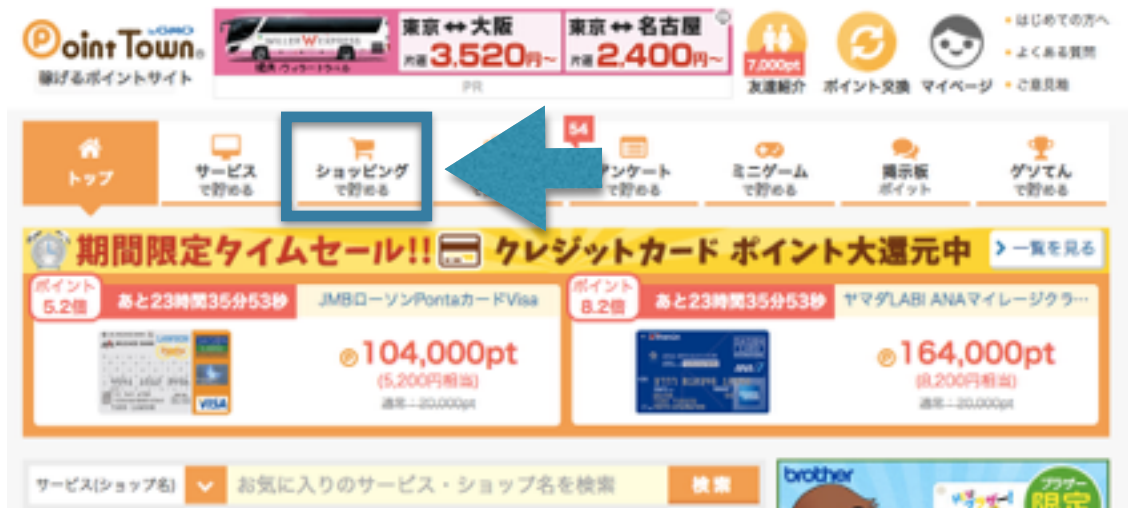 by GMO
Point Town
稼げるポイントサイト
WILLER EXPRESS
東京⇔大阪
片道3,520円~
東京⇔名古屋
片道2,400円~
PR
7,000pt
友達紹介
ポイント交換
マイページ
はじめての方へ
よくある質問
ご意見箱
トップ
サービス
で貯める
ショッピング
で貯める
54
アンケート
で貯める
ミニゲーム
で貯める
掲示板
ポイット
ゲソてん
で貯める
期間限定タイムセール!! クレジットカード ポイント大還元中
一覧を見る
ポイント
5.2倍
あと23時間35分53秒
JMBローソンPontaカードVisa
104,000pt
(5,200円相当)
通常:20,000pt
VISA
ポイント
8.2倍
あと23時間35分53秒
ヤマダLABI ANAマイレージクラ…
164,000pt
(8,200円相当)
通常:20,000pt
サービス(ショップ名)
お気に入りのサービス・ショップ名を検索
検索
brother
ブラザー
限定